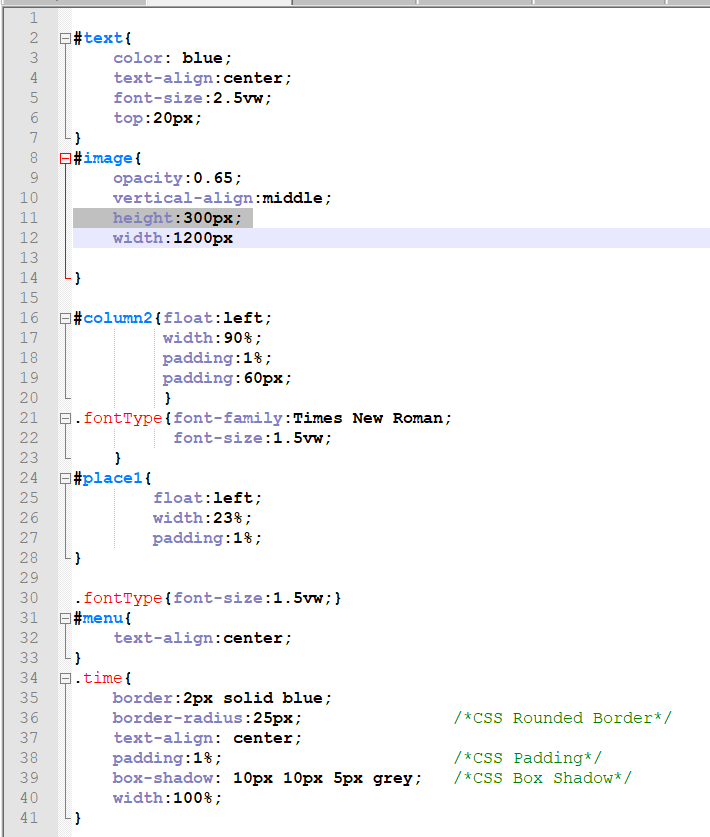 1
2 #text{
3 color: blue;
4 text-align:center;
5 font-size:2.5vw;
6 top:20px;
7 }
8 #image{
9 opacity:0.65;
10 vertical-align:middle;
11 height:300px;
12 width:1200px
13
14 }
15
16 #column2{float:left;
17 width:90%;
18 padding:1%;
19 padding:60px;
20 }
21 .fontType{font-family:Times New Roman;
22 font-size:1.5vw;
23 }
24 #place1{
25 float:left;
26 width:23%;
27 padding:1%;
28 }
29
30 .fontType{font-size:1.5vw;}
31 #menu{
32 text-align:center;
33 }
34 .time{
35 border:2px solid blue;
36 border-radius:25px; /*CSS Rounded Border*/
37 text-align: center;
38 padding:1%; /*CSS Padding*/
39 box-shadow: 10px 10px 5px grey; /*CSS Box Shadow*/
40 width:100%;
41 }